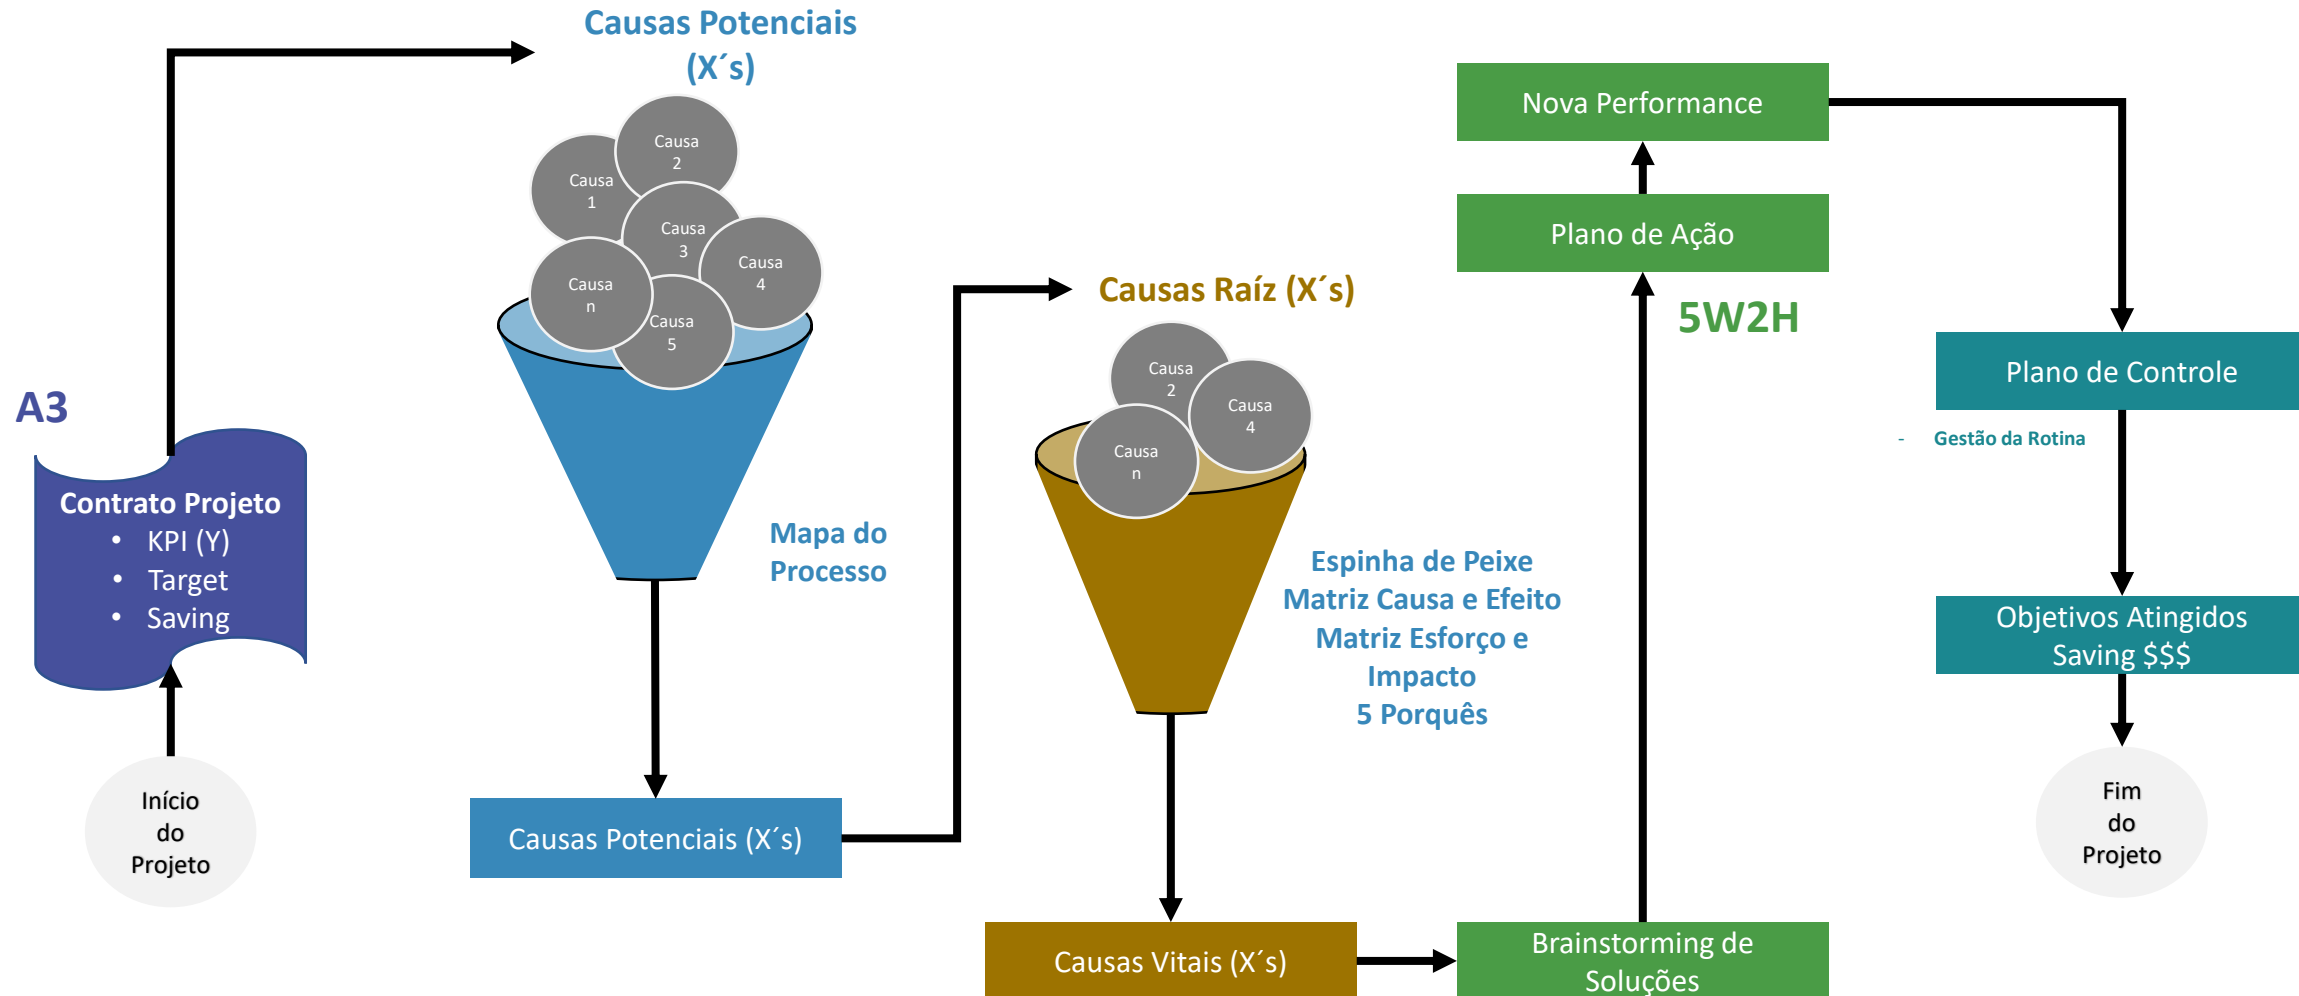 A3
Contrato Projeto
• KPI (Y)
• Target
• Saving
Início
do
Projeto
Causas Potenciais
(X´s)
Causa
2
Causa
1
Causa
3
Causa
4
Causa
n
Causa
5
Mapa do
Processo
Causas Potenciais (X´s)
Causas Raíz (X´s)
Causa
2
Causa
4
Causa
n
Espinha de Peixe
Matriz Causa e Efeito
Matriz Esforço e
Impacto
5 Porquês
Causas Vitais (X´s)
Brainstorming de
Soluções
5W2H
Plano de Ação
Nova Performance
Plano de Controle
- Gestão da Rotina
Objetivos Atingidos
Saving $$$
Fim
do
Projeto